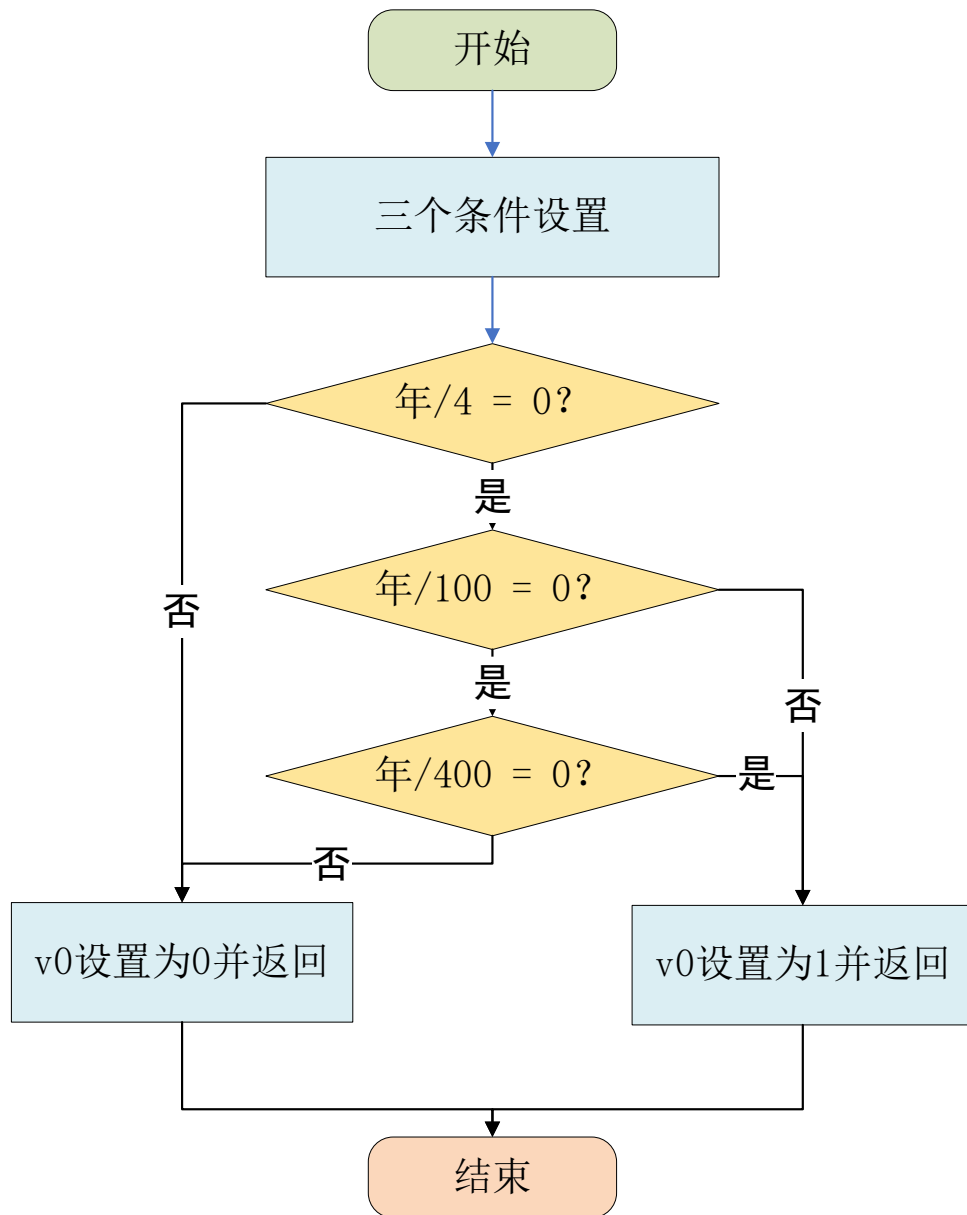 开始
三个条件设置
年/4 = 0?
是
年/100 = 0?
否
是
否
年/400 = 0?
是
否
v0设置为0并返回
v0设置为1并返回
结束